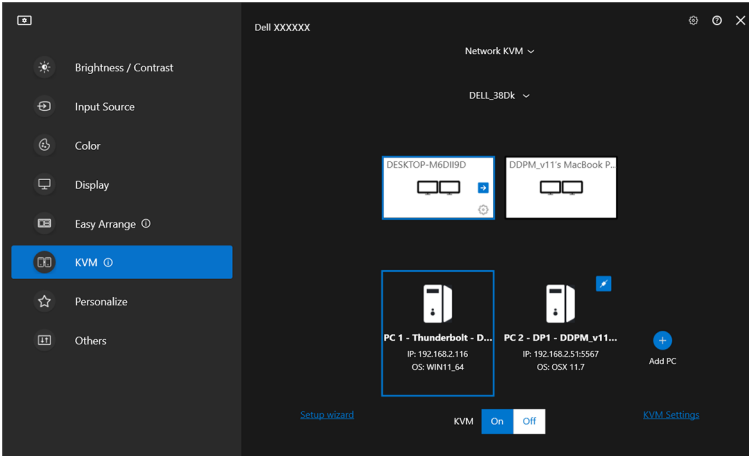 Dell XXXXXX
Network KVM
DELL_38Dk
Brightness / Contrast
Input Source
Color
Display
Easy Arrange
KVM
Personalize
Others
DESKTOP-M6DII9D
DDPM_v11's MacBook P...
PC 1 - Thunderbolt - D...
IP: 192.168.2.116
OS: WIN11_64
PC 2 - DP1 - DDPM_v11...
IP: 192.168.2.51:5567
OS: OSX 11.7
Add PC
Setup wizard
KVM On Off
KVM Settings